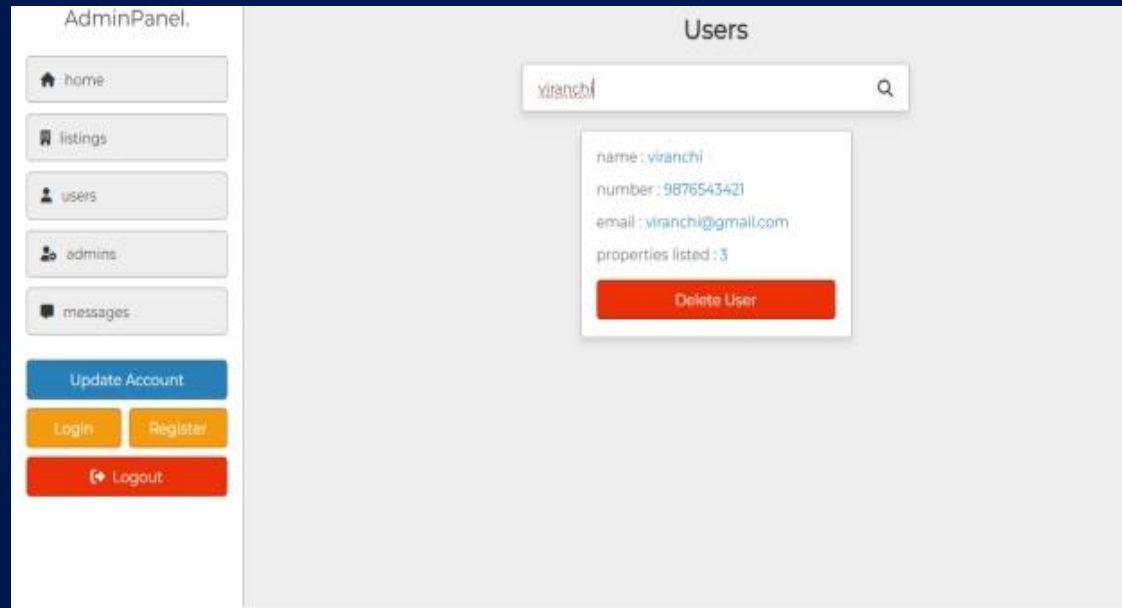 AdminPanel.
home
listings
users
admins
messages
Update Account
Login Register
Logout
Users
viranchi
name : viranchi
number : 9876543421
email : viranchi@gmail.com
properties listed : 3
Delete User